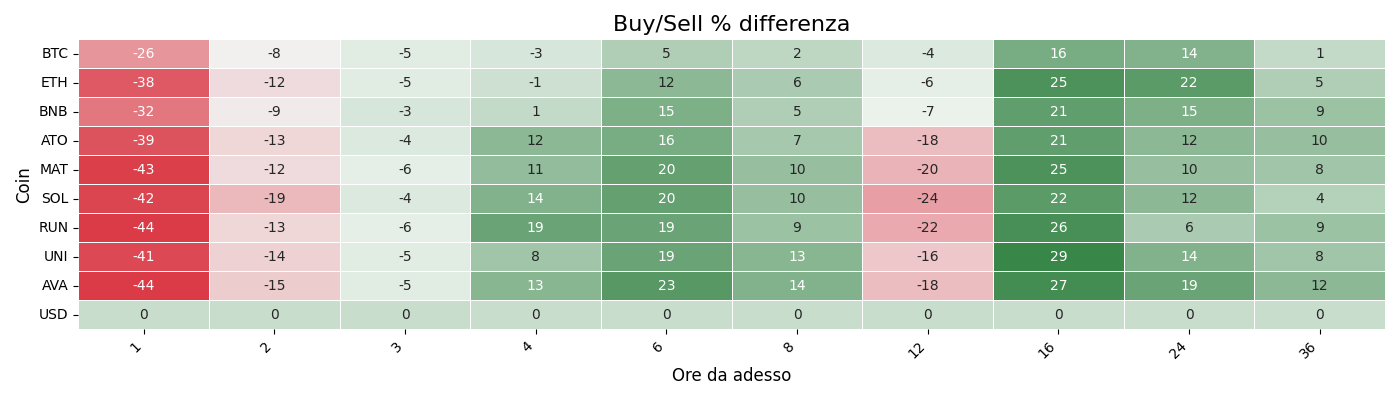 Buy/Sell % differenza
Coin
BTC -26 -8 -5 -3 5 2 -4 16 14 1
ETH -38 -12 -5 -1 12 6 -6 25 22 5
BNB -32 -9 -3 1 15 5 -7 21 15 9
ATO -39 -13 -4 12 16 7 -18 21 12 10
MAT -43 -12 -6 11 20 10 -20 25 10 8
SOL -42 -19 -4 14 20 10 -24 22 12 4
RUN -44 -13 -6 19 19 9 -22 26 6 9
UNI -41 -14 -5 8 19 13 -16 29 14 8
AVA -44 -15 -5 13 23 14 -18 27 19 12
USD 0 0 0 0 0 0 0 0 0 0
1 2 3 4 6 8 12 16 24 36
Ore da adesso